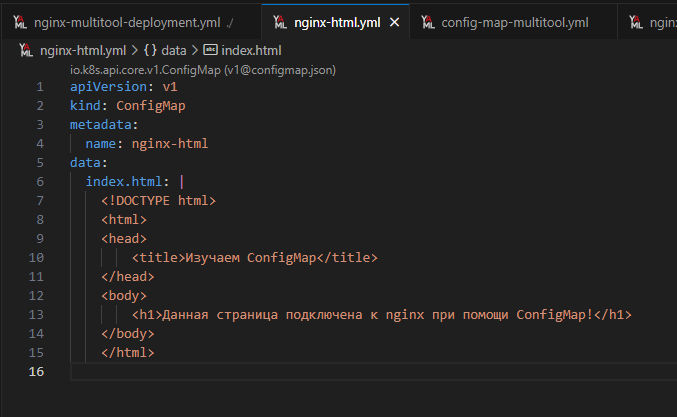 nginx-multitool-deployment.yml ./
nginx-html.yml
config-map-multitool.yml
nginx-html.yml > {} data > abc index.html
io.k8s.api.core.v1.ConfigMap (v1@configmap.json)
1 apiVersion: v1
2 kind: ConfigMap
3 metadata:
4   name: nginx-html
5 data:
6   index.html: |
7     <!DOCTYPE html>
8     <html>
9     <head>
10         <title>Изучаем ConfigMap</title>
11     </head>
12     <body>
13         <h1>Данная страница подключена к nginx при помощи ConfigMap!</h1>
14     </body>
15     </html>
16